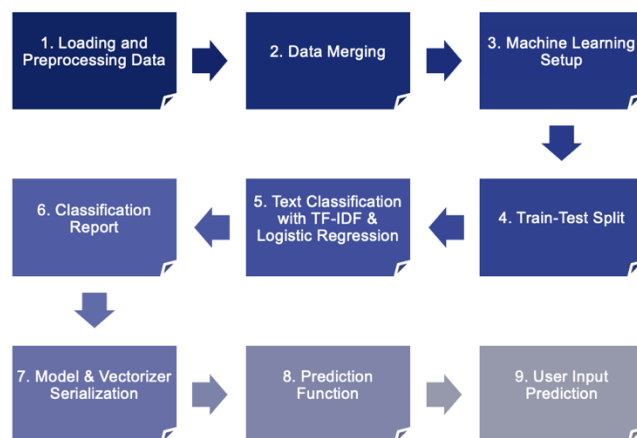 1. Loading and
Preprocessing Data
2. Data Merging
3. Machine Learning
Setup
4. Train-Test Split
5. Text Classification
with TF-IDF &
Logistic Regression
6. Classification
Report
7. Model & Vectorizer
Serialization
8. Prediction
Function
9. User Input
Prediction